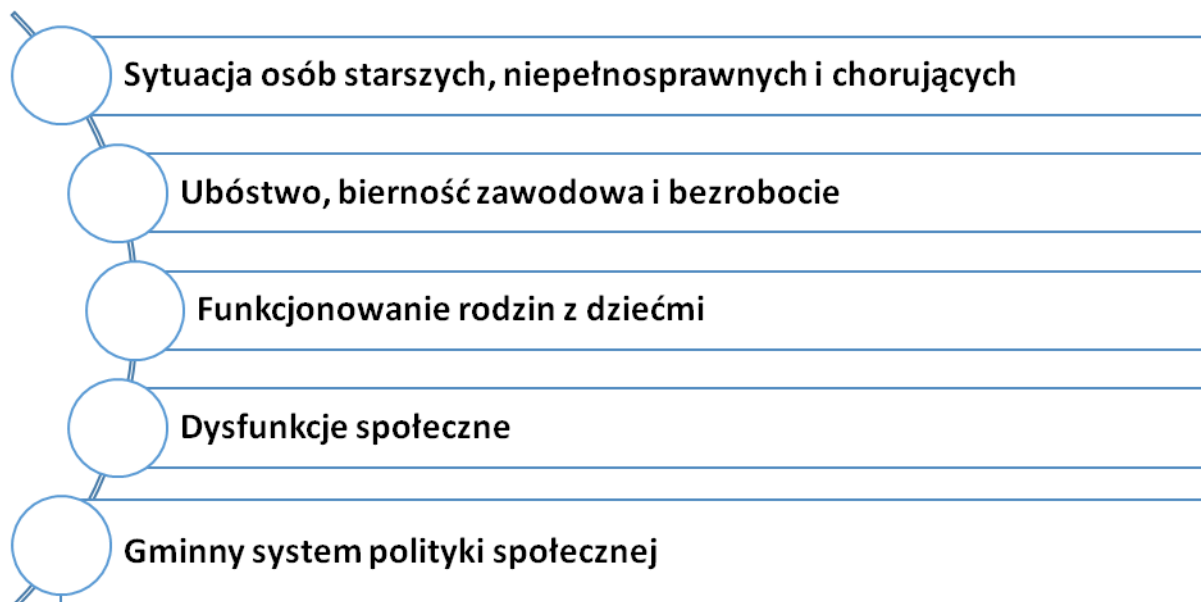 Sytuacja osób starszych, niepełnosprawnych i chorujących
Ubóstwo, bierność zawodowa i bezrobocie
Funkcjonowanie rodzin z dziećmi
Dysfunkcje społeczne
Gminny system polityki społecznej